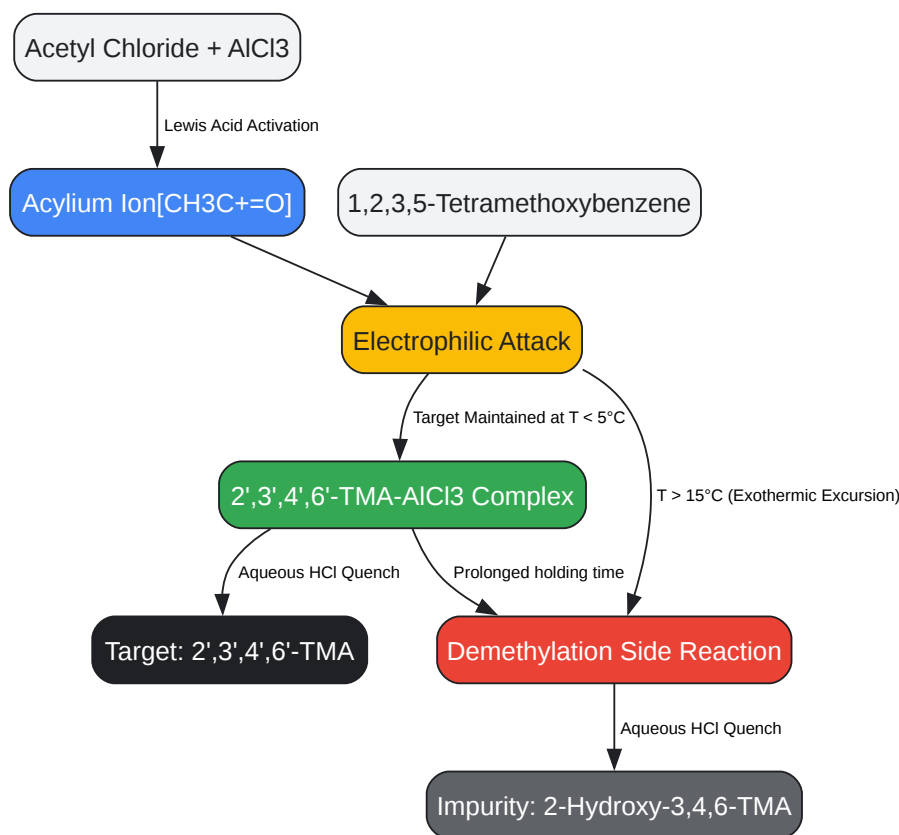 Acetyl Chloride + AlCl3
Lewis Acid Activation
Acylium Ion[CH3C+=O]
1,2,3,5-Tetramethoxybenzene
Electrophilic Attack
Target Maintained at T < 5°C
2',3',4',6'-TMA-AlCl3 Complex
T > 15°C (Exothermic Excursion)
Aqueous HCl Quench
Prolonged holding time
Target: 2',3',4',6'-TMA
Demethylation Side Reaction
Aqueous HCl Quench
Impurity: 2-Hydroxy-3,4,6-TMA